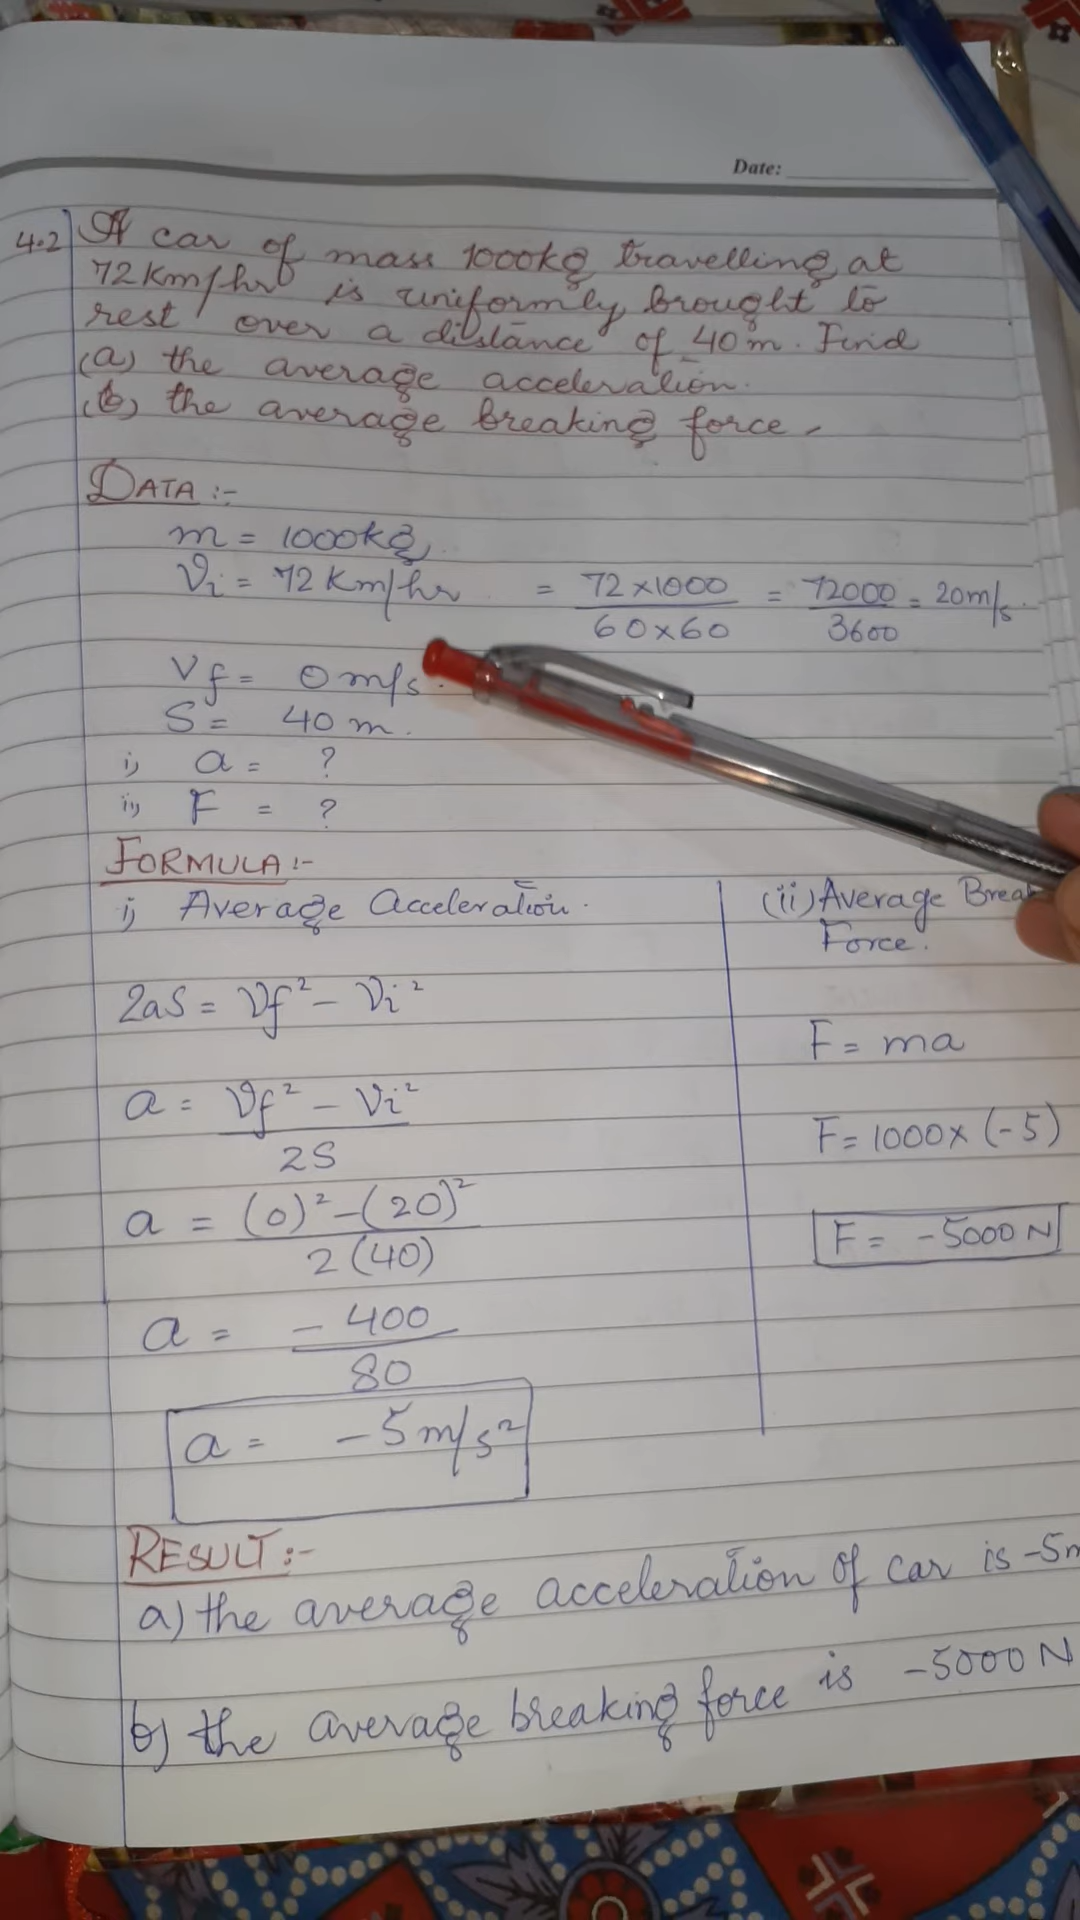 Date:
4.2 A car of mass 1000kg travelling at
72Km/hr is uniformly brought to
rest over a distance of 40m. Find
(a) the average acceleration.
(b) the average breaking force.
DATA :-
m = 1000kg.
Vi = 72 Km/hr = 72×1000 / 60×60 = 72000 / 3600 = 20m/s.
Vf = 0 m/s.
S = 40 m.
i) a = ?
ii) F = ?
FORMULA :-
i) Average Acceleration.
2aS = Vf² - Vi²
a = Vf² - Vi² / 2S
a = (0)² - (20)² / 2(40)
a = - 400 / 80
a = - 5 m/s²
(ii) Average Break
Force.
F = ma
F = 1000 × (-5)
F = -5000 N
RESULT :-
a) the average acceleration of car is -5m
b) the average breaking force is -5000 N